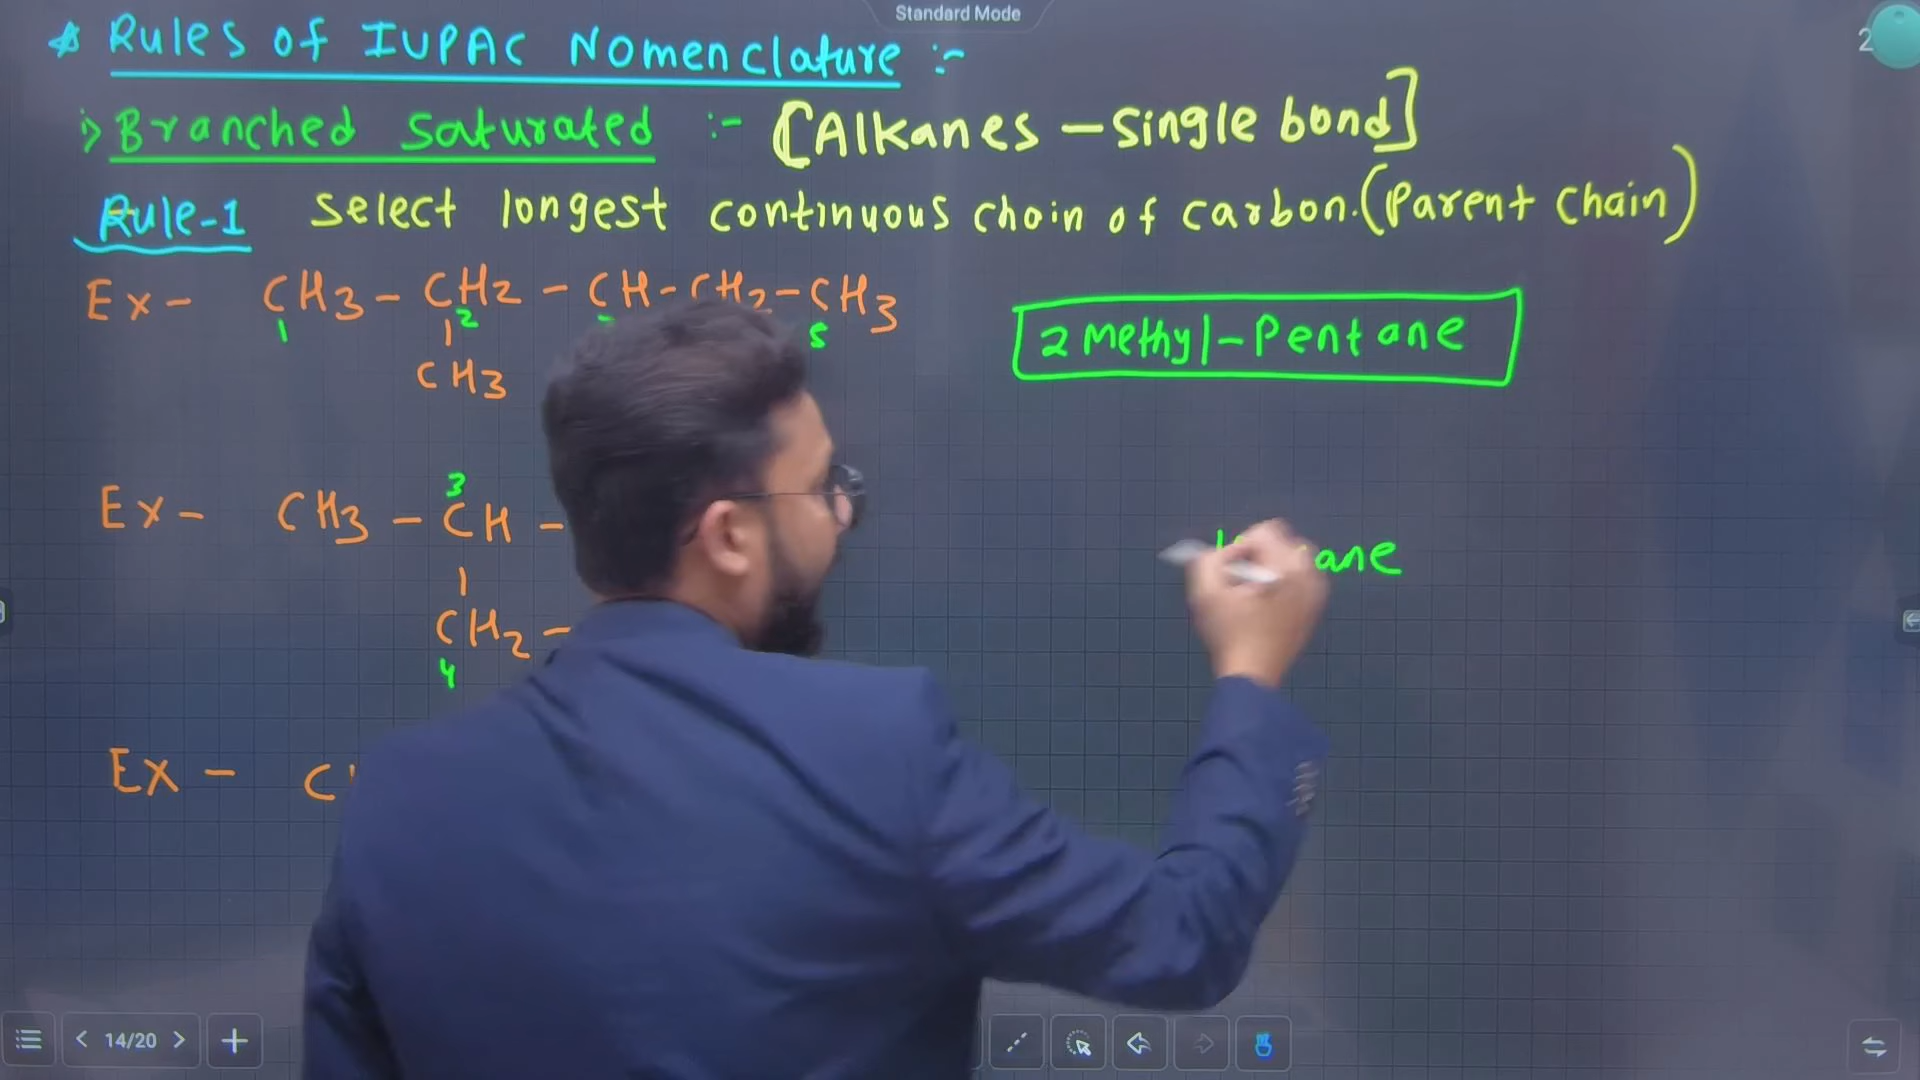 Standard Mode
2
Rules of IUPAC Nomenclature :-
i> Branched saturated :- [Alkanes - single bond]
Rule-1 Select longest continuous chain of carbon. (Parent Chain)
Ex - CH3 - CH2 - CH - CH2 - CH3
1 2 5
CH3
2 Methyl - Pentane
3
Ex - CH3 - CH -
CH2 -
4
Ex -
14/20